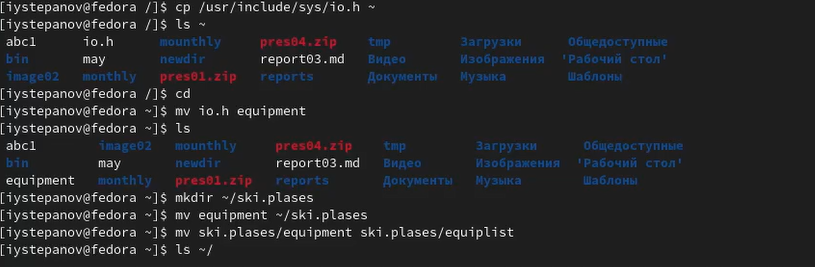 [iystepanov@fedora /]$ cp /usr/include/sys/io.h ~
[iystepanov@fedora /]$ ls ~
abc1 io.h mounthly pres04.zip tmp Загрузки Общедоступные
bin may newdir report03.md Видео Изображения 'Рабочий стол'
image02 monthly pres01.zip reports Документы Музыка Шаблоны
[iystepanov@fedora /]$ cd
[iystepanov@fedora ~]$ mv io.h equipment
[iystepanov@fedora ~]$ ls
abc1 image02 mounthly pres04.zip tmp Загрузки Общедоступные
bin may newdir report03.md Видео Изображения 'Рабочий стол'
equipment monthly pres01.zip reports Документы Музыка Шаблоны
[iystepanov@fedora ~]$ mkdir ~/ski.plases
[iystepanov@fedora ~]$ mv equipment ~/ski.plases
[iystepanov@fedora ~]$ mv ski.plases/equipment ski.plases/equiplist
[iystepanov@fedora ~]$ ls ~/